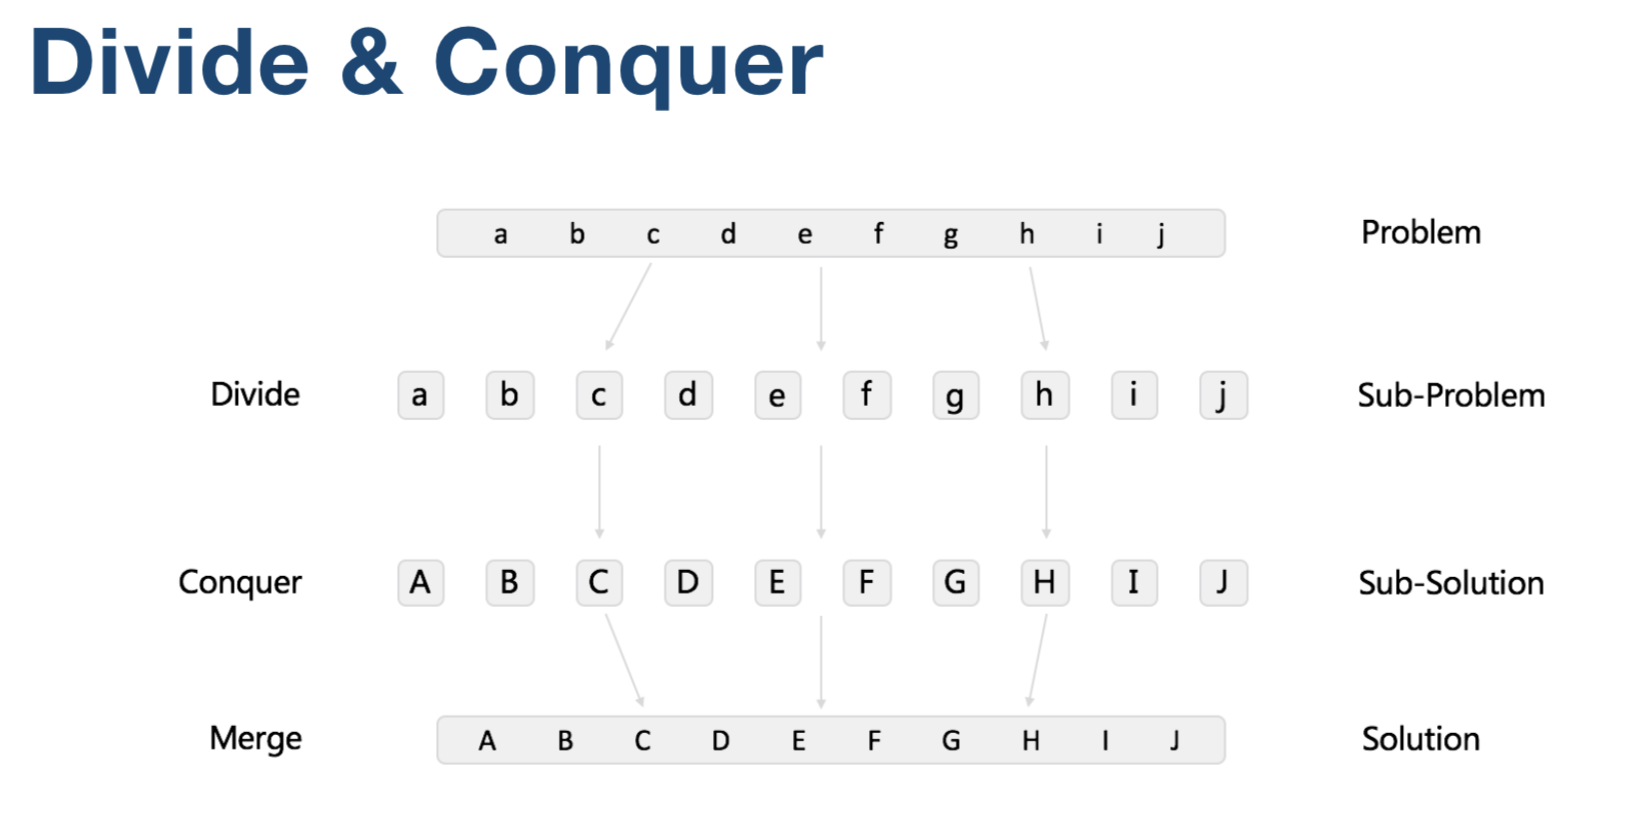 Divide & Conquer
a b c d e f g h i j Problem
Divide a b c d e f g h i j Sub-Problem
Conquer A B C D E F G H I J Sub-Solution
Merge A B C D E F G H I J Solution